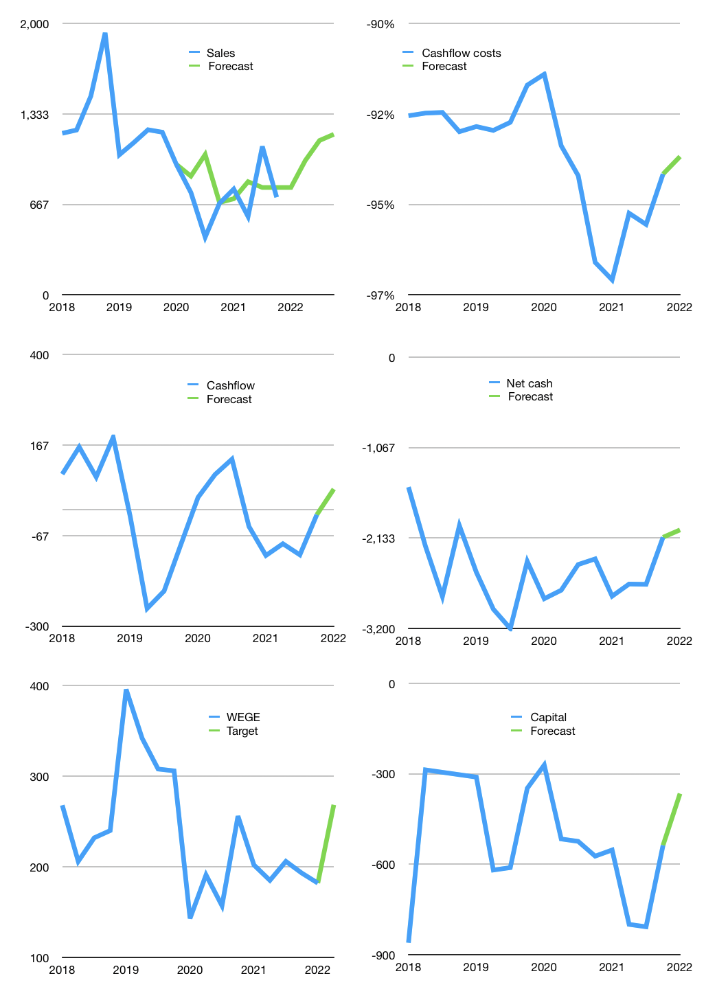 2,000
Sales
Forecast
1,333
667
0
2018 2019 2020 2021 2022
-90%
Cashflow costs
Forecast
-92%
-95%
-97%
2018 2019 2020 2021 2022
400
Cashflow
Forecast
167
-67
-300
2018 2019 2020 2021 2022
0
Net cash
Forecast
-1,067
-2,133
-3,200
2018 2019 2020 2021 2022
400
WEGE
Target
300
200
100
2018 2019 2020 2021 2022
0
Capital
Forecast
-300
-600
-900
2018 2019 2020 2021 2022